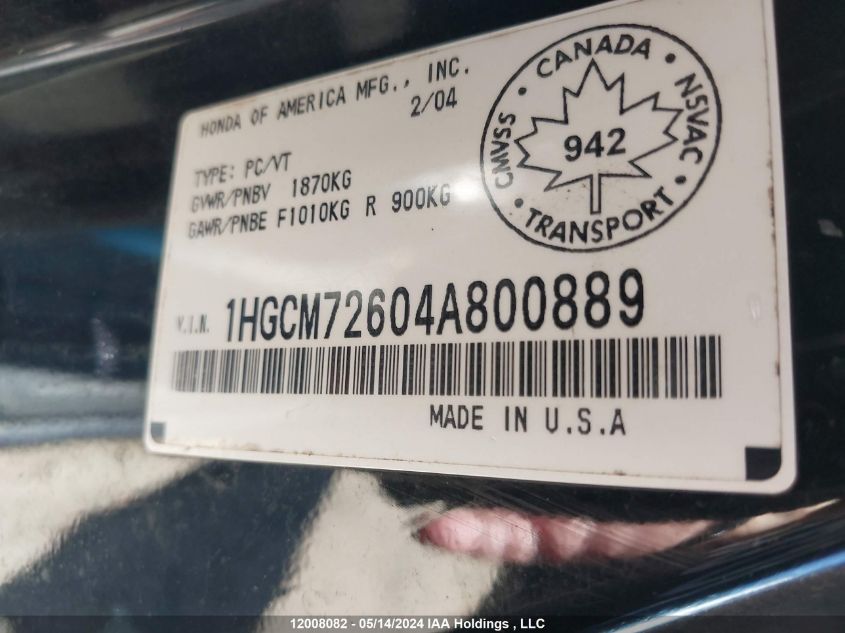 HONDA OF AMERICA MFG., INC.
2/04
TYPE: PC/VT
GVWR/PNBV 1870KG
GAWR/PNBE F1010KG R 900KG
• CANADA •
NSVAC
• TRANSPORT •
CMVSS
942
V.I.N. 1HGCM72604A800889
MADE IN U.S.A
12008082 - 05/14/2024 IAA Holdings , LLC